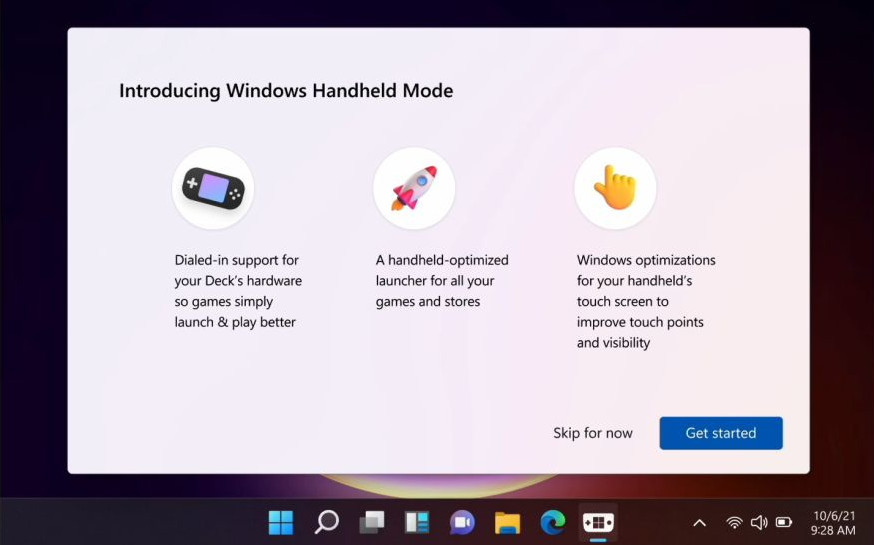 Introducing Windows Handheld Mode
Dialed-in support for
your Deck's hardware
so games simply
launch & play better
A handheld-optimized
launcher for all your
games and stores
Windows optimizations
for your handheld's
touch screen to
improve touch points
and visibility
Skip for now
Get started
10/6/21
9:28 AM